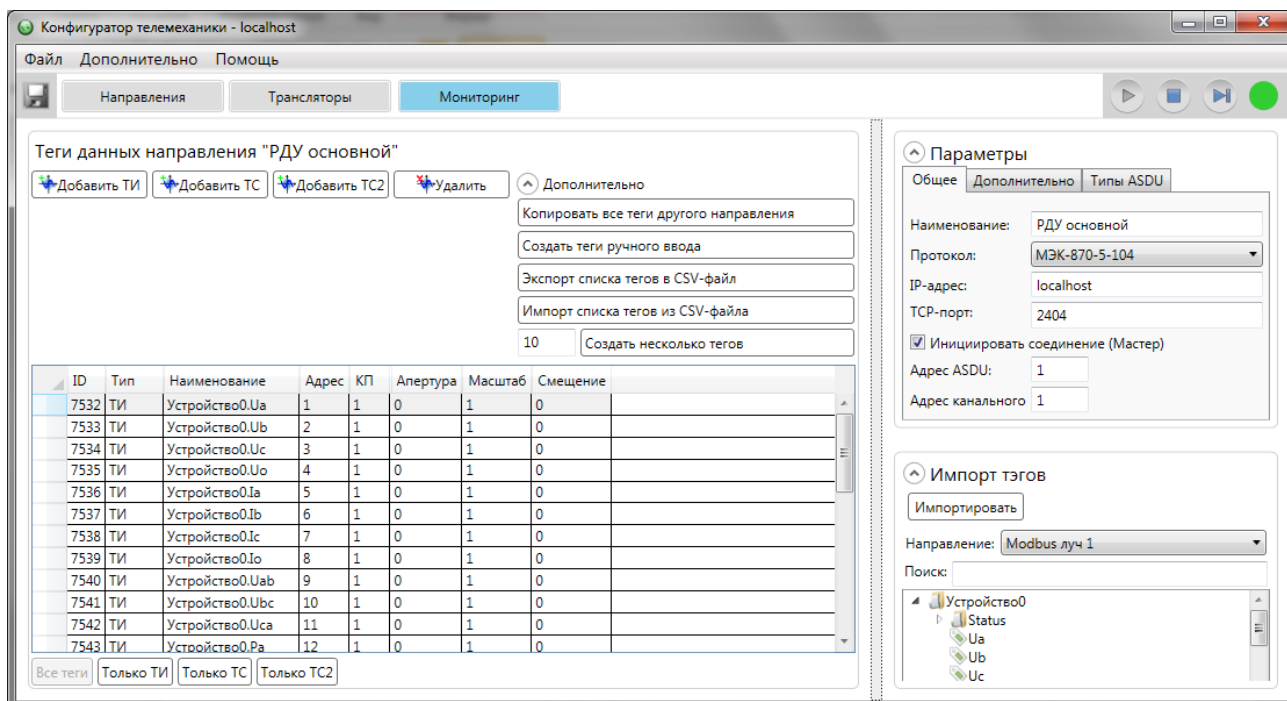 Конфигуратор телемеханики - localhost
Файл Дополнительно Помощь
Направления Трансляторы Мониторинг
Теги данных направления "РДУ основной"
Добавить ТИ Добавить ТС Добавить ТС2 Удалить Дополнительно
Копировать все теги другого направления
Создать теги ручного ввода
Экспорт списка тегов в CSV-файл
Импорт списка тегов из CSV-файла
10 Создать несколько тегов
ID Тип Наименование Адрес КП Апертура Масштаб Смещение
7532 ТИ Устройство0.Ua 1 1 0 1 0
7533 ТИ Устройство0.Ub 2 1 0 1 0
7534 ТИ Устройство0.Uc 3 1 0 1 0
7535 ТИ Устройство0.Uo 4 1 0 1 0
7536 ТИ Устройство0.Ia 5 1 0 1 0
7537 ТИ Устройство0.Ib 6 1 0 1 0
7538 ТИ Устройство0.Ic 7 1 0 1 0
7539 ТИ Устройство0.Io 8 1 0 1 0
7540 ТИ Устройство0.Uab 9 1 0 1 0
7541 ТИ Устройство0.Ubc 10 1 0 1 0
7542 ТИ Устройство0.Uca 11 1 0 1 0
7543 ТИ Устройство0.Pa 12 1 0 1 0
Все теги Только ТИ Только ТС Только ТС2
Параметры
Общее Дополнительно Типы ASDU
Наименование: РДУ основной
Протокол: МЭК-870-5-104
IP-адрес: localhost
TCP-порт: 2404
Инициировать соединение (Мастер)
Адрес ASDU: 1
Адрес канального 1
Импорт тэгов
Импортировать
Направление: Modbus луч 1
Поиск:
Устройство0
Status
Ua
Ub
Uc